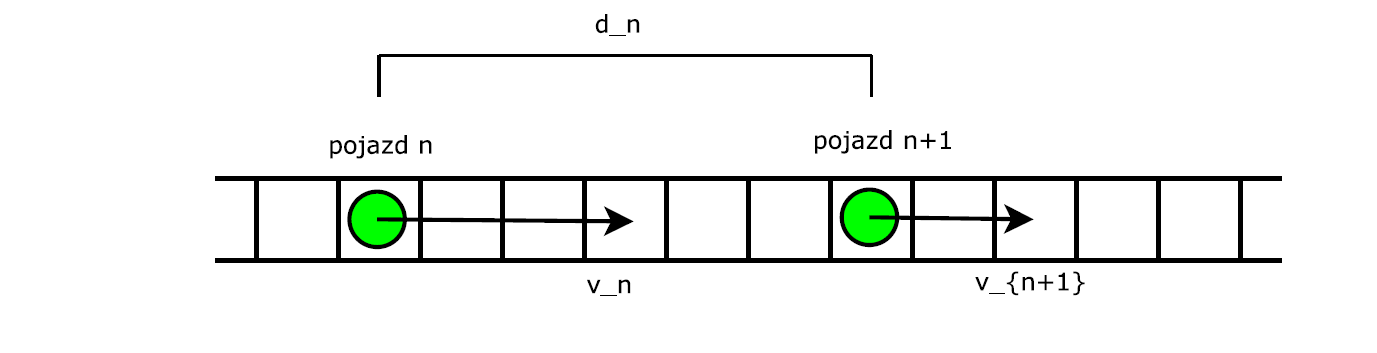 d_n
pojazd n
pojazd n+1
v_n
v_{n+1}